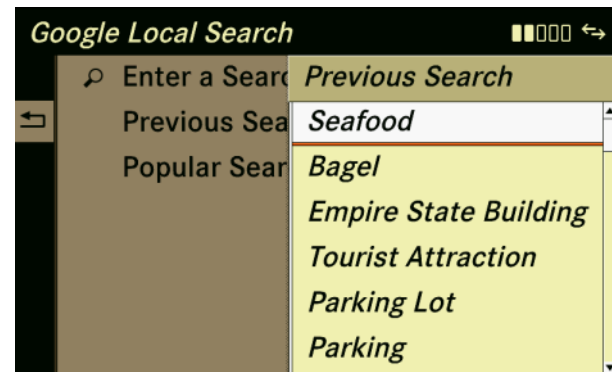 Google Local Search
Enter a Searc
Previous Sea
Popular Sear
Previous Search
Seafood
Bagel
Empire State Building
Tourist Attraction
Parking Lot
Parking